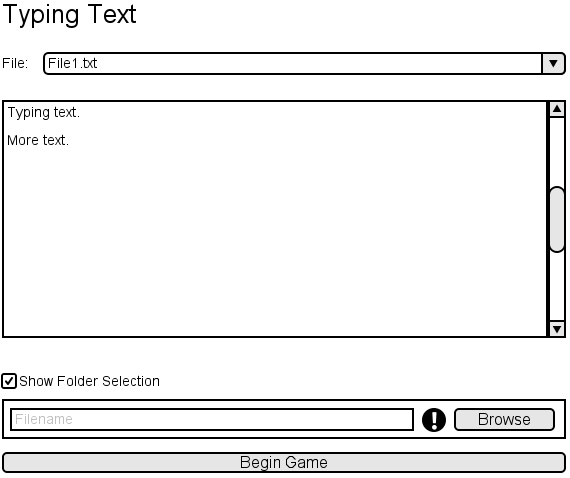 Typing Text
File: File1.txt
Typing text.
More text.
Show Folder Selection
Filename
Browse
Begin Game